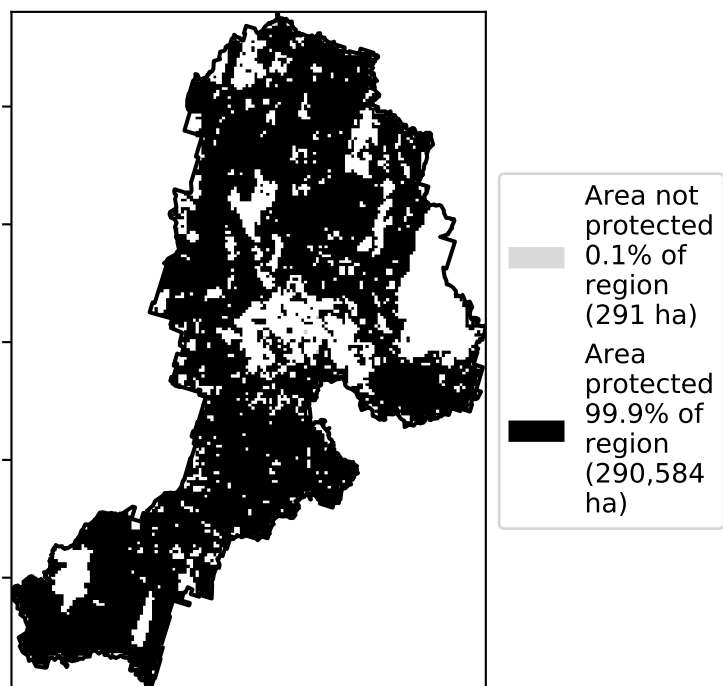 Area not
protected
0.1% of
region
(291 ha)
Area
protected
99.9% of
region
(290,584
ha)